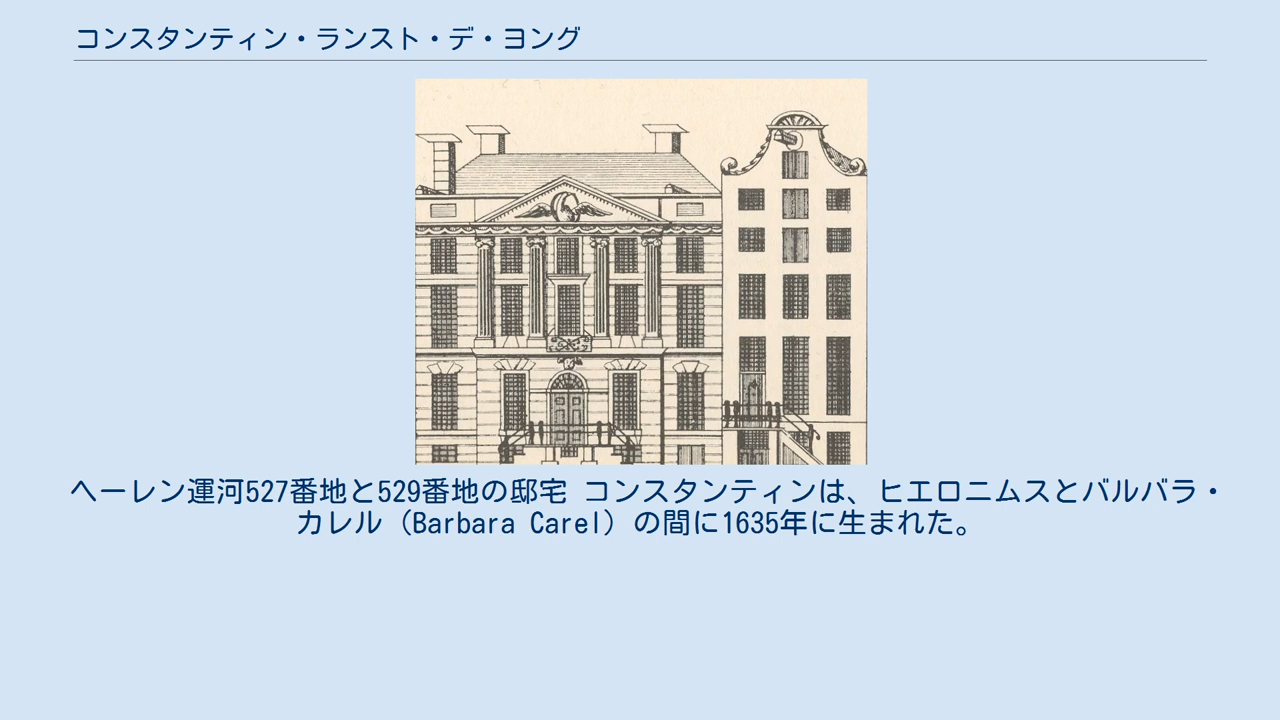 コンスタンティン・ランスト・デ・ヨング
ヘーレン運河527番地と529番地の邸宅 コンスタンティンは、ヒエロニムスとバルバラ・
カレル（Barbara Carel）の間に1635年に生まれた。